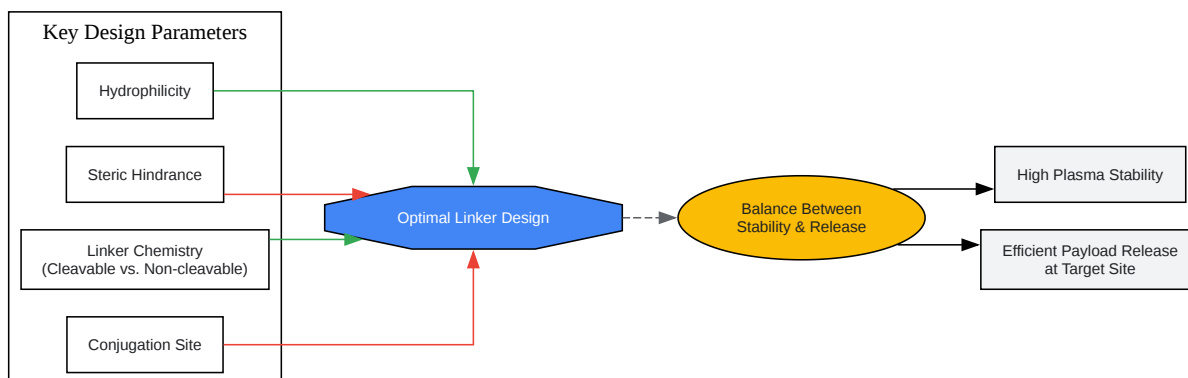 Key Design Parameters
Hydrophilicity
Steric Hindrance
Linker Chemistry
(Cleavable vs. Non-cleavable)
Conjugation Site
Optimal Linker Design
Balance Between
Stability & Release
High Plasma Stability
Efficient Payload Release
at Target Site